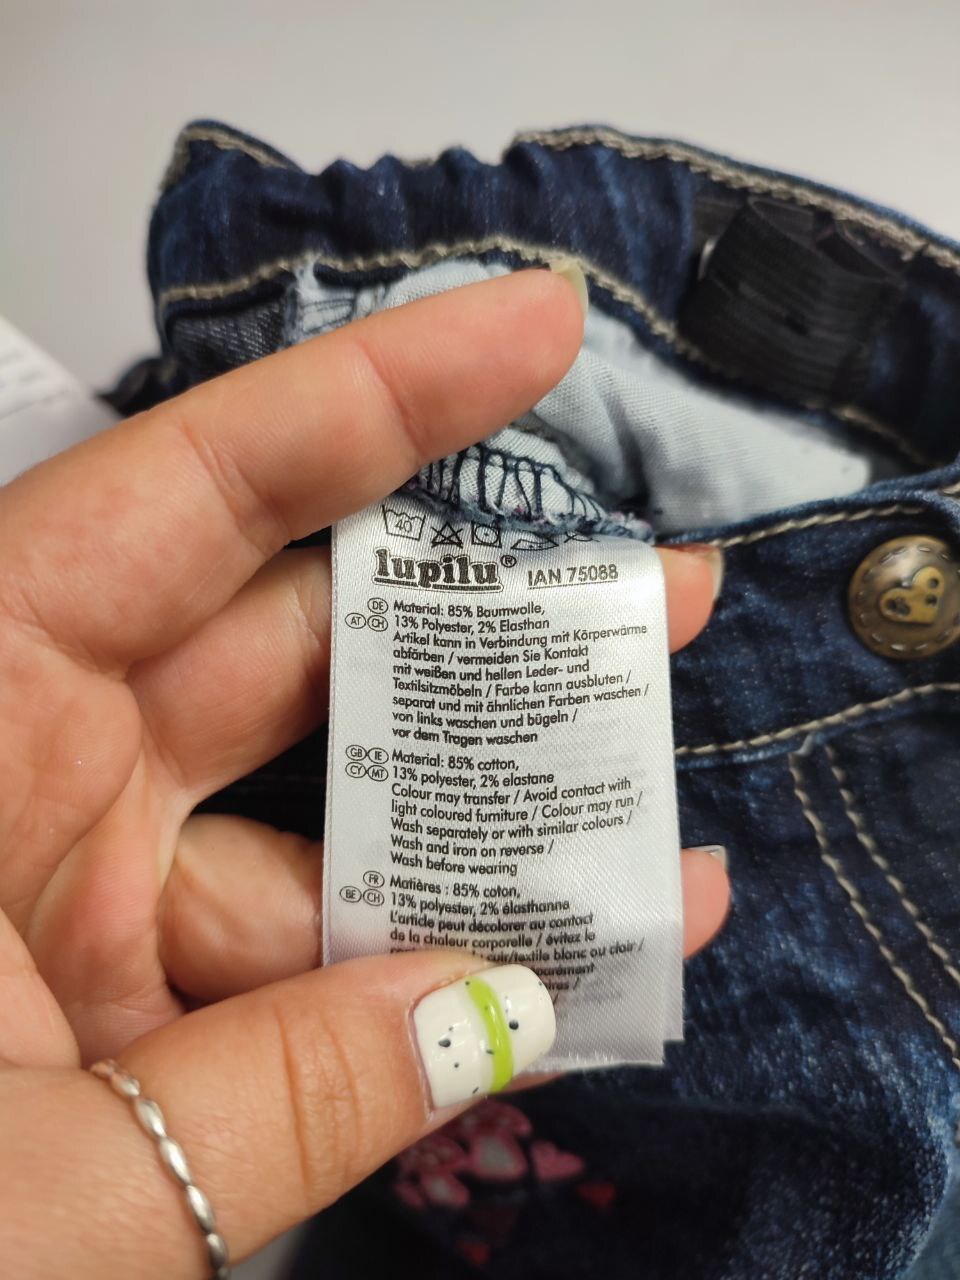 40
lupilu® IAN 75088
DE Material: 85% Baumwolle,
AT CH 13% Polyester, 2% Elasthan
Artikel kann in Verbindung mit Körperwärme
abfärben / vermeiden Sie Kontakt
mit weißen und hellen Leder- und
Textilsitzmöbeln / Farbe kann ausbluten /
separat und mit ähnlichen Farben waschen /
von links waschen und bügeln /
vor dem Tragen waschen
GB IE Material: 85% cotton,
CY MT 13% polyester, 2% elastane
Colour may transfer / Avoid contact with
light coloured furniture / Colour may run /
Wash separately or with similar colours /
Wash and iron on reverse /
Wash before wearing
FR Matières : 85% coton,
BE CH 13% polyester, 2% élasthanne
L'article peut décolorer au contact
de la chaleur corporelle / évitez le
cuir/textile blanc ou clair /